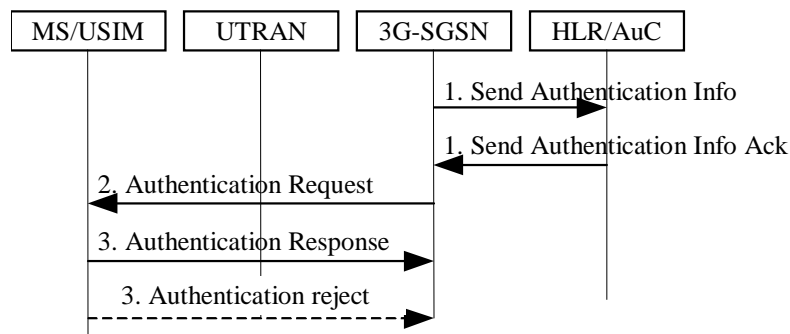 MS/USIM UTRAN 3G-SGSN HLR/AuC
1. Send Authentication Info
1. Send Authentication Info Ack
2. Authentication Request
3. Authentication Response
3. Authentication reject